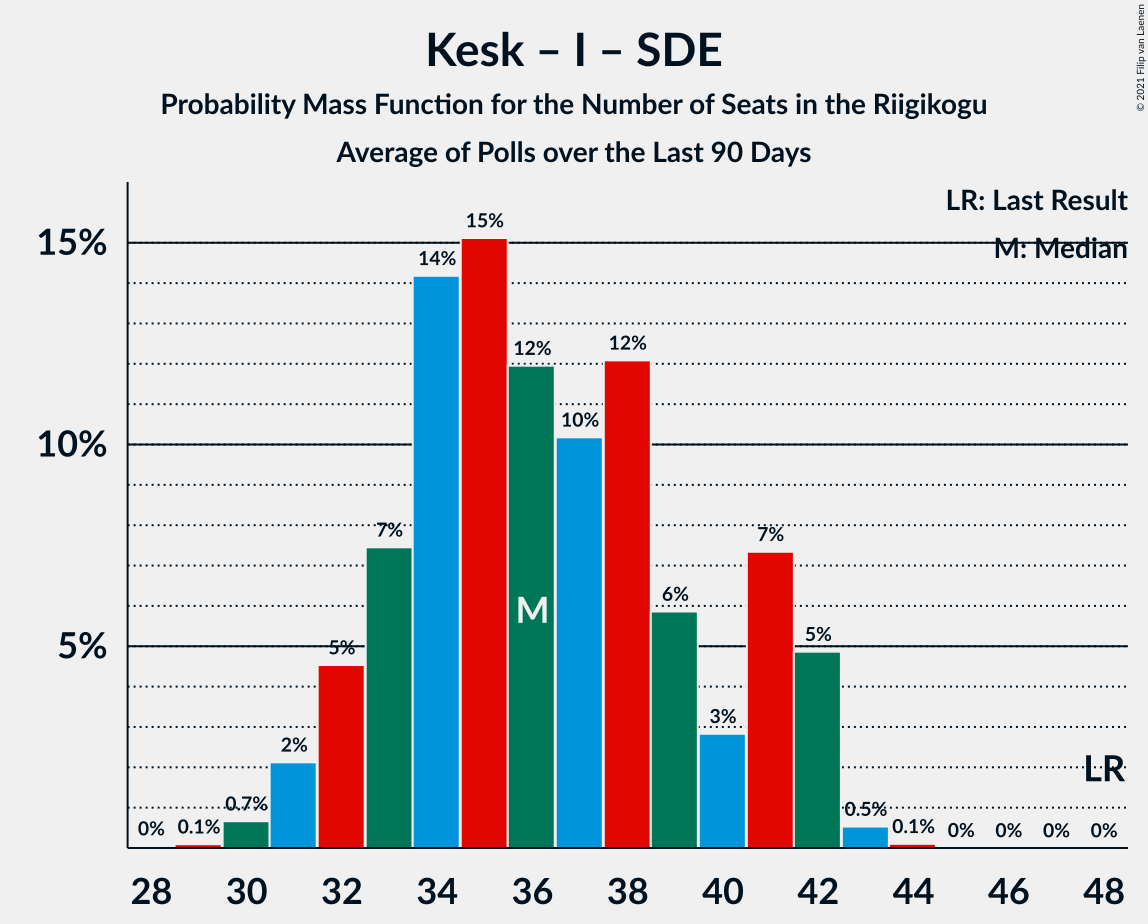 Kesk – I – SDE
Probability Mass Function for the Number of Seats in the Riigikogu
Average of Polls over the Last 90 Days
© 2021 Filip van Laenen
LR: Last Result
M: Median
15%
10%
5%
0%
0.1%
0.7%
2%
5%
7%
14%
15%
12%
10%
12%
6%
3%
7%
5%
0.5%
0.1%
0%
0%
0%
0%
M
LR
28 30 32 34 36 38 40 42 44 46 48